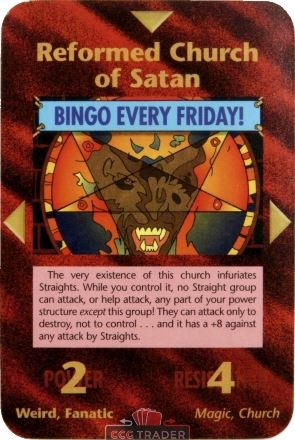 Reformed Church
of Satan
BINGO EVERY FRIDAY!
The very existence of this church infuriates
Straights. While you control it, no Straight group
can attack, or help attack, any part of your power
structure except this group! They can attack only to
destroy, not to control . . . and it has a +8 against
any attack by Straights.
POWER 2 RESISTANCE 4
Weird, Fanatic
Magic, Church
CCG TRADER